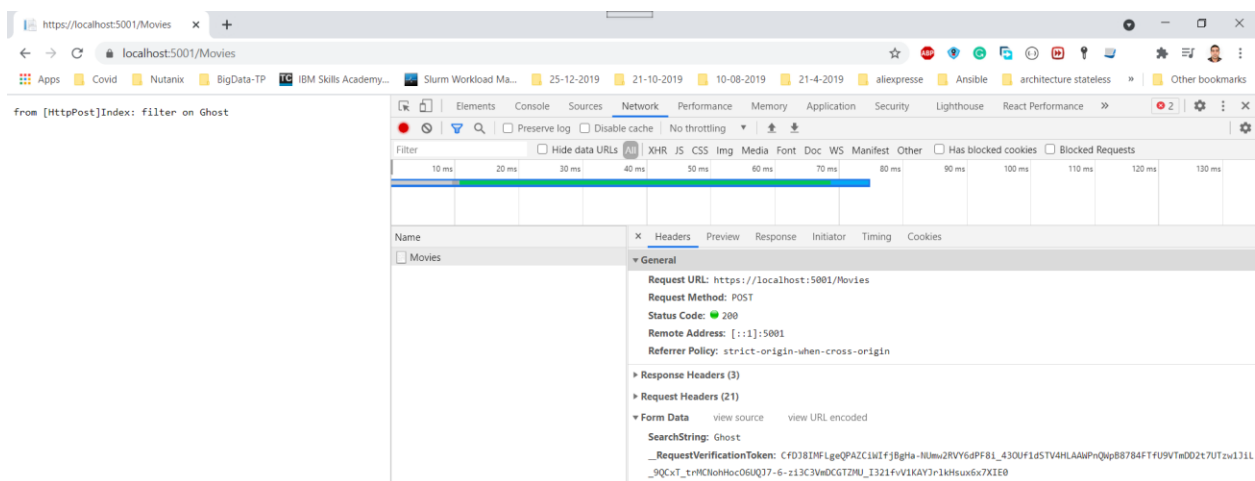 https://localhost:5001/Movies
localhost:5001/Movies
Apps Covid Nutanix BigData-TP IBM Skills Academy... Slurm Workload Ma... 25-12-2019 21-10-2019 10-08-2019 21-4-2019 aliexpresse Ansible architecture stateless » Other bookmarks
from [HttpPost]Index: filter on Ghost
Elements Console Sources Network Performance Memory Application Security Lighthouse React Performance » 2
Preserve log Disable cache No throttling
Filter Hide data URLs All XHR JS CSS Img Media Font Doc WS Manifest Other Has blocked cookies Blocked Requests
10 ms 20 ms 30 ms 40 ms 50 ms 60 ms 70 ms 80 ms 90 ms 100 ms 110 ms 120 ms 130 ms
Name
Movies
Headers Preview Response Initiator Timing Cookies
General
Request URL: https://localhost:5001/Movies
Request Method: POST
Status Code: 200
Remote Address: [::1]:5001
Referrer Policy: strict-origin-when-cross-origin
Response Headers (3)
Request Headers (21)
Form Data view source view URL encoded
SearchString: Ghost
__RequestVerificationToken: